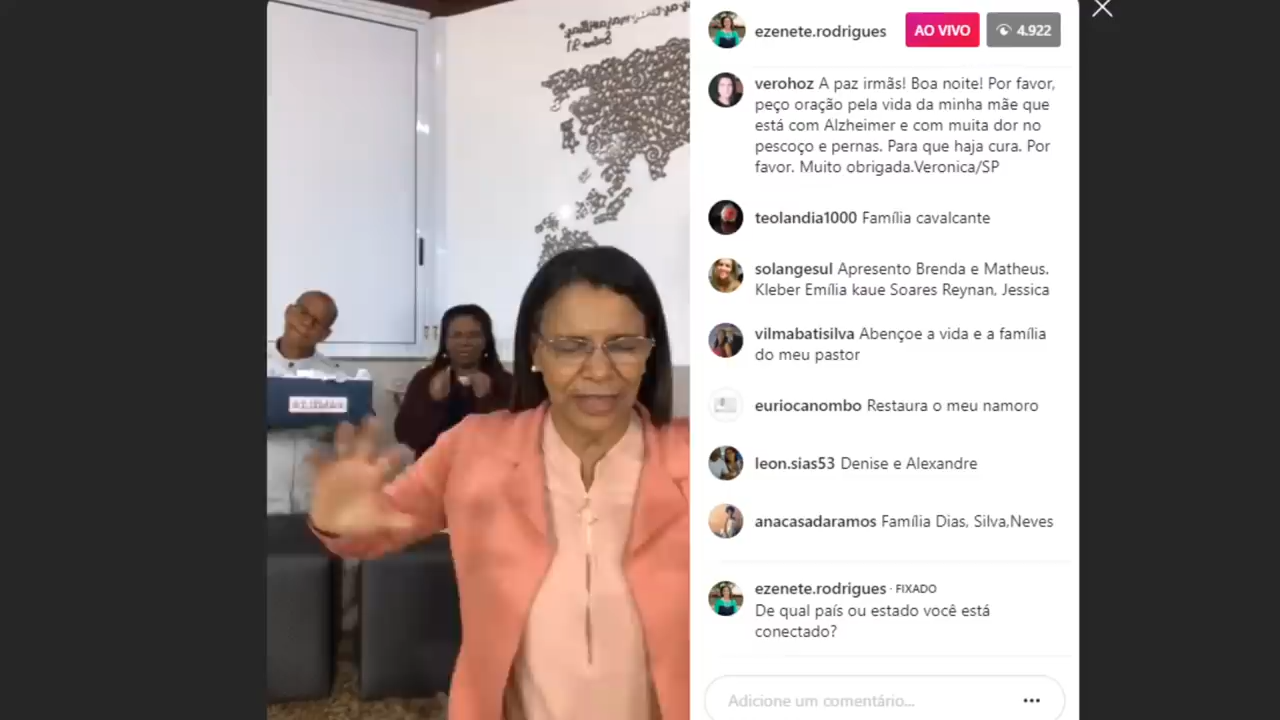 ezenete.rodrigues AO VIVO 4.922
verohoz A paz irmãs! Boa noite! Por favor,
peço oração pela vida da minha mãe que
está com Alzheimer e com muita dor no
pescoço e pernas. Para que haja cura. Por
favor. Muito obrigada.Veronica/SP
teolandia1000 Família cavalcante
solangesul Apresento Brenda e Matheus.
Kleber Emília kaue Soares Reynan, Jessica
vilmabatisilva Abençoe a vida e a família
do meu pastor
euriocanombo Restaura o meu namoro
leon.sias53 Denise e Alexandre
anacasadaramos Família Dias, Silva,Neves
ezenete.rodrigues · FIXADO
De qual país ou estado você está
conectado?
Adicione um comentário...